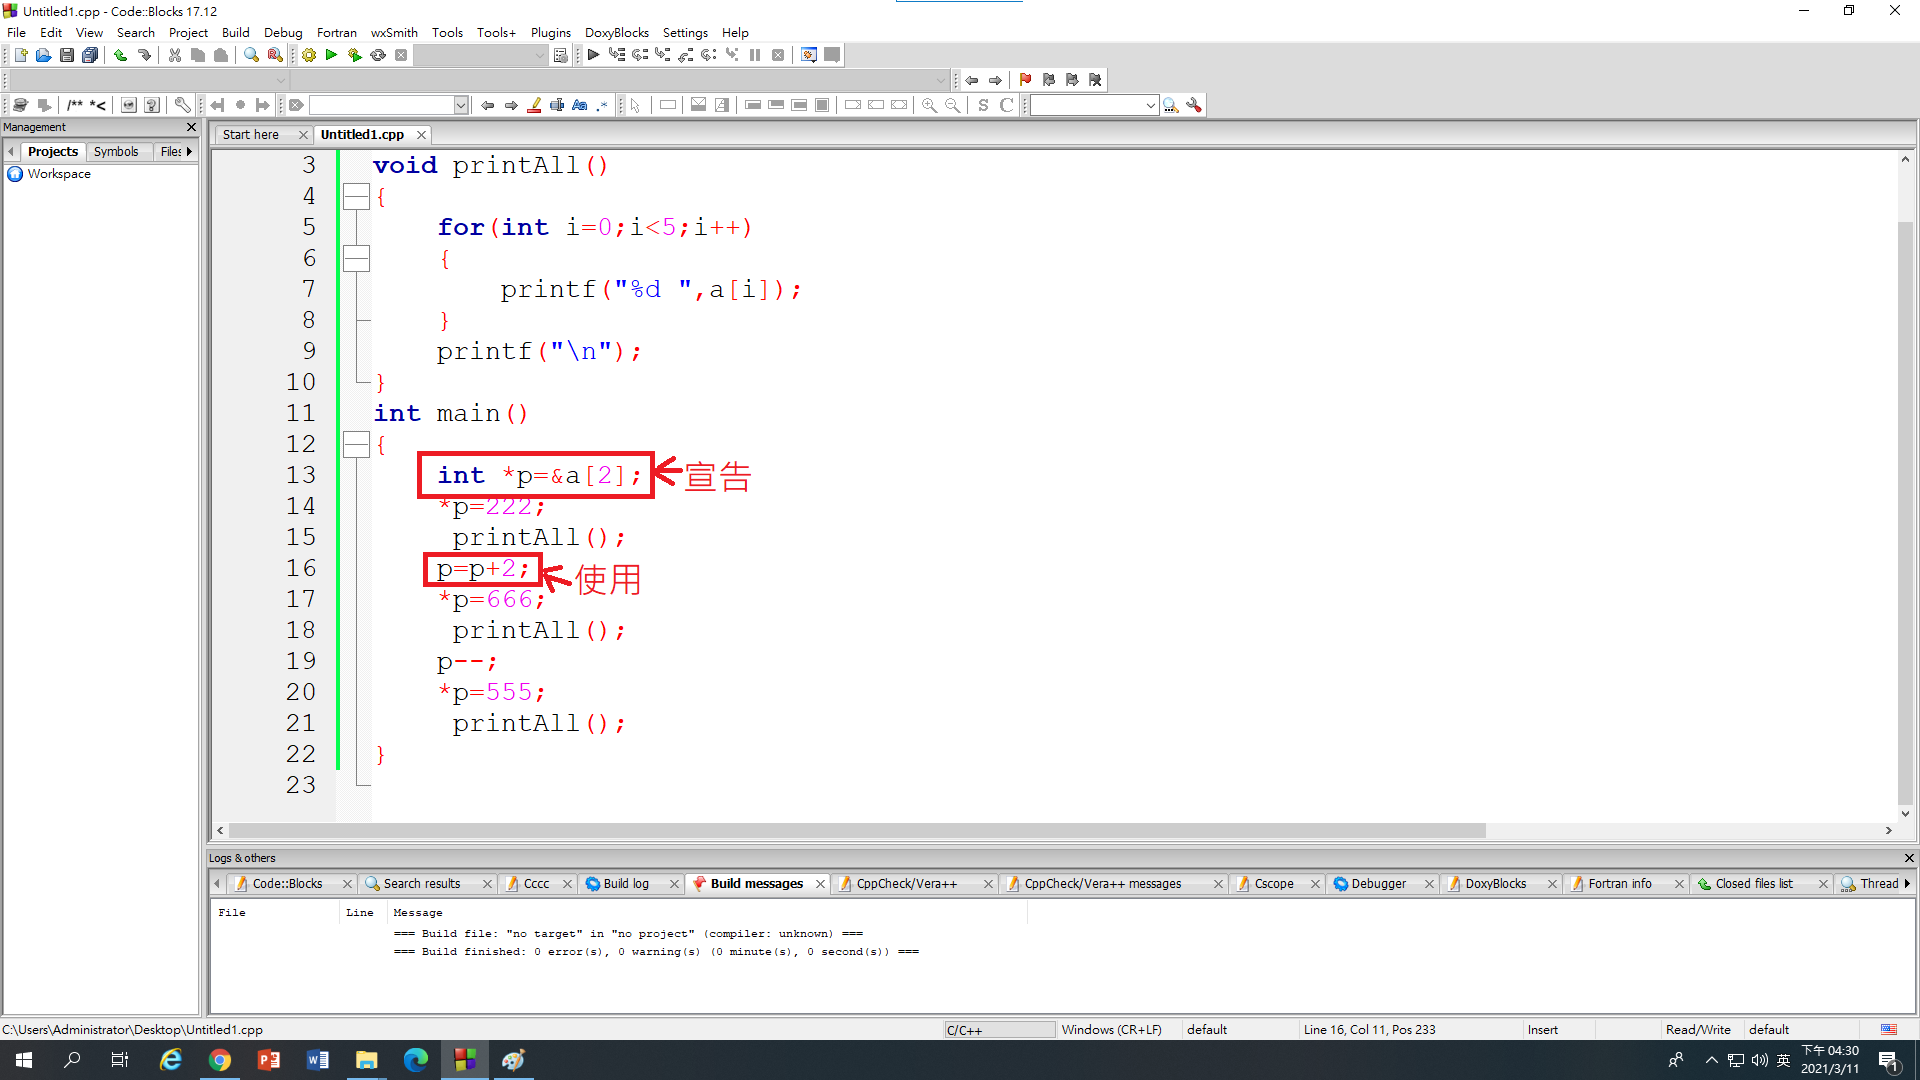 Untitled1.cpp - Code::Blocks 17.12
File Edit View Search Project Build Debug Fortran wxSmith Tools Tools+ Plugins DoxyBlocks Settings Help
/** *<
S C
Management
Start here Untitled1.cpp
Projects Symbols Files
Workspace
3 void printAll()
4 {
5 for(int i=0;i<5;i++)
6 {
7 printf("%d ",a[i]);
8 }
9 printf("\n");
10 }
11 int main()
12 {
13 int *p=&a[2]; 宣告
14 *p=222;
15 printAll();
16 p=p+2; 使用
17 *p=666;
18 printAll();
19 p--;
20 *p=555;
21 printAll();
22 }
23
Logs & others
Code::Blocks Search results Cccc Build log Build messages CppCheck/Vera++ CppCheck/Vera++ messages Cscope Debugger DoxyBlocks Fortran info Closed files list Thread
File Line Message
=== Build file: "no target" in "no project" (compiler: unknown) ===
=== Build finished: 0 error(s), 0 warning(s) (0 minute(s), 0 second(s)) ===
C:\Users\Administrator\Desktop\Untitled1.cpp C/C++ Windows (CR+LF) default Line 16, Col 11, Pos 233 Insert Read/Write default
英 下午 04:30
2021/3/11 1